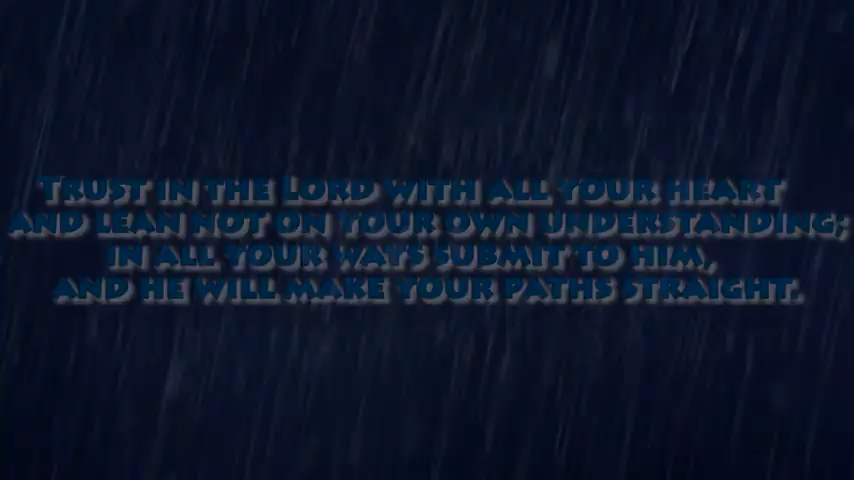 Trust in the Lord with all your heart
and lean not on your own understanding;
in all your ways submit to him,
and he will make your paths straight.